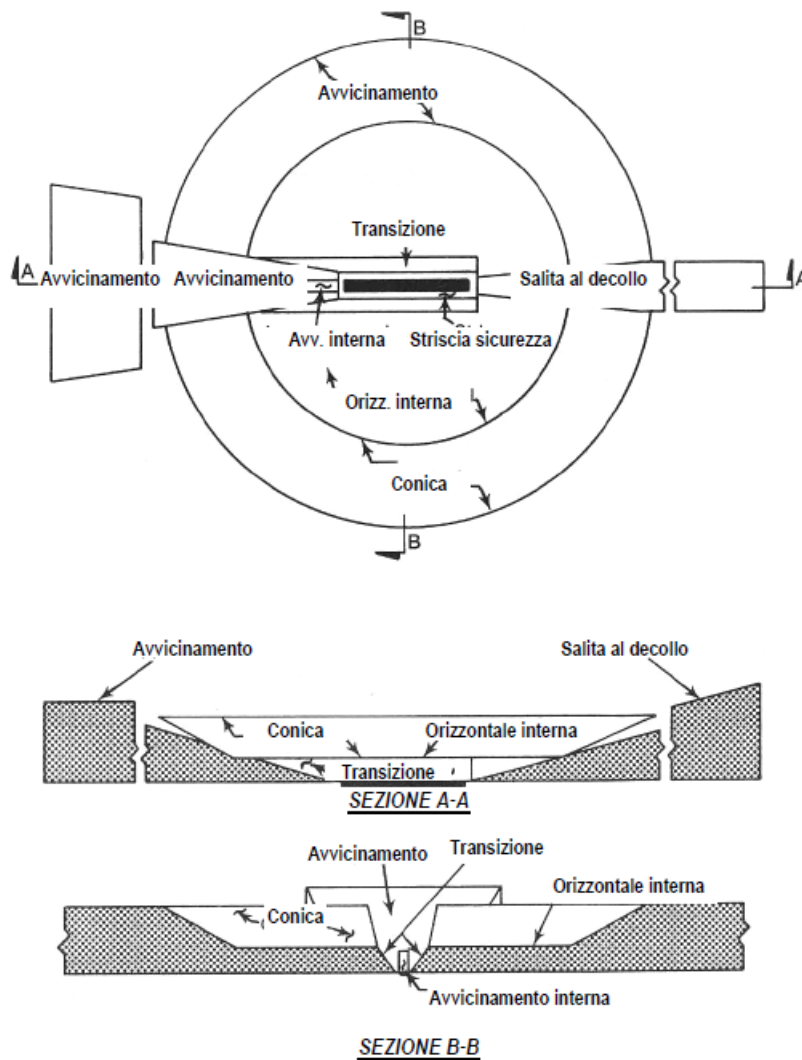 B
Avvicinamento
Transizione
A
Avvicinamento
Avvicinamento
Salita al decollo
A
Avv. interna
Striscia sicurezza
Orizz. interna
Conica
B
Avvicinamento
Salita al decollo
Conica
Orizzontale interna
Transizione
SEZIONE A-A
Avvicinamento
Transizione
Orizzontale interna
Conica
Avvicinamento interna
SEZIONE B-B